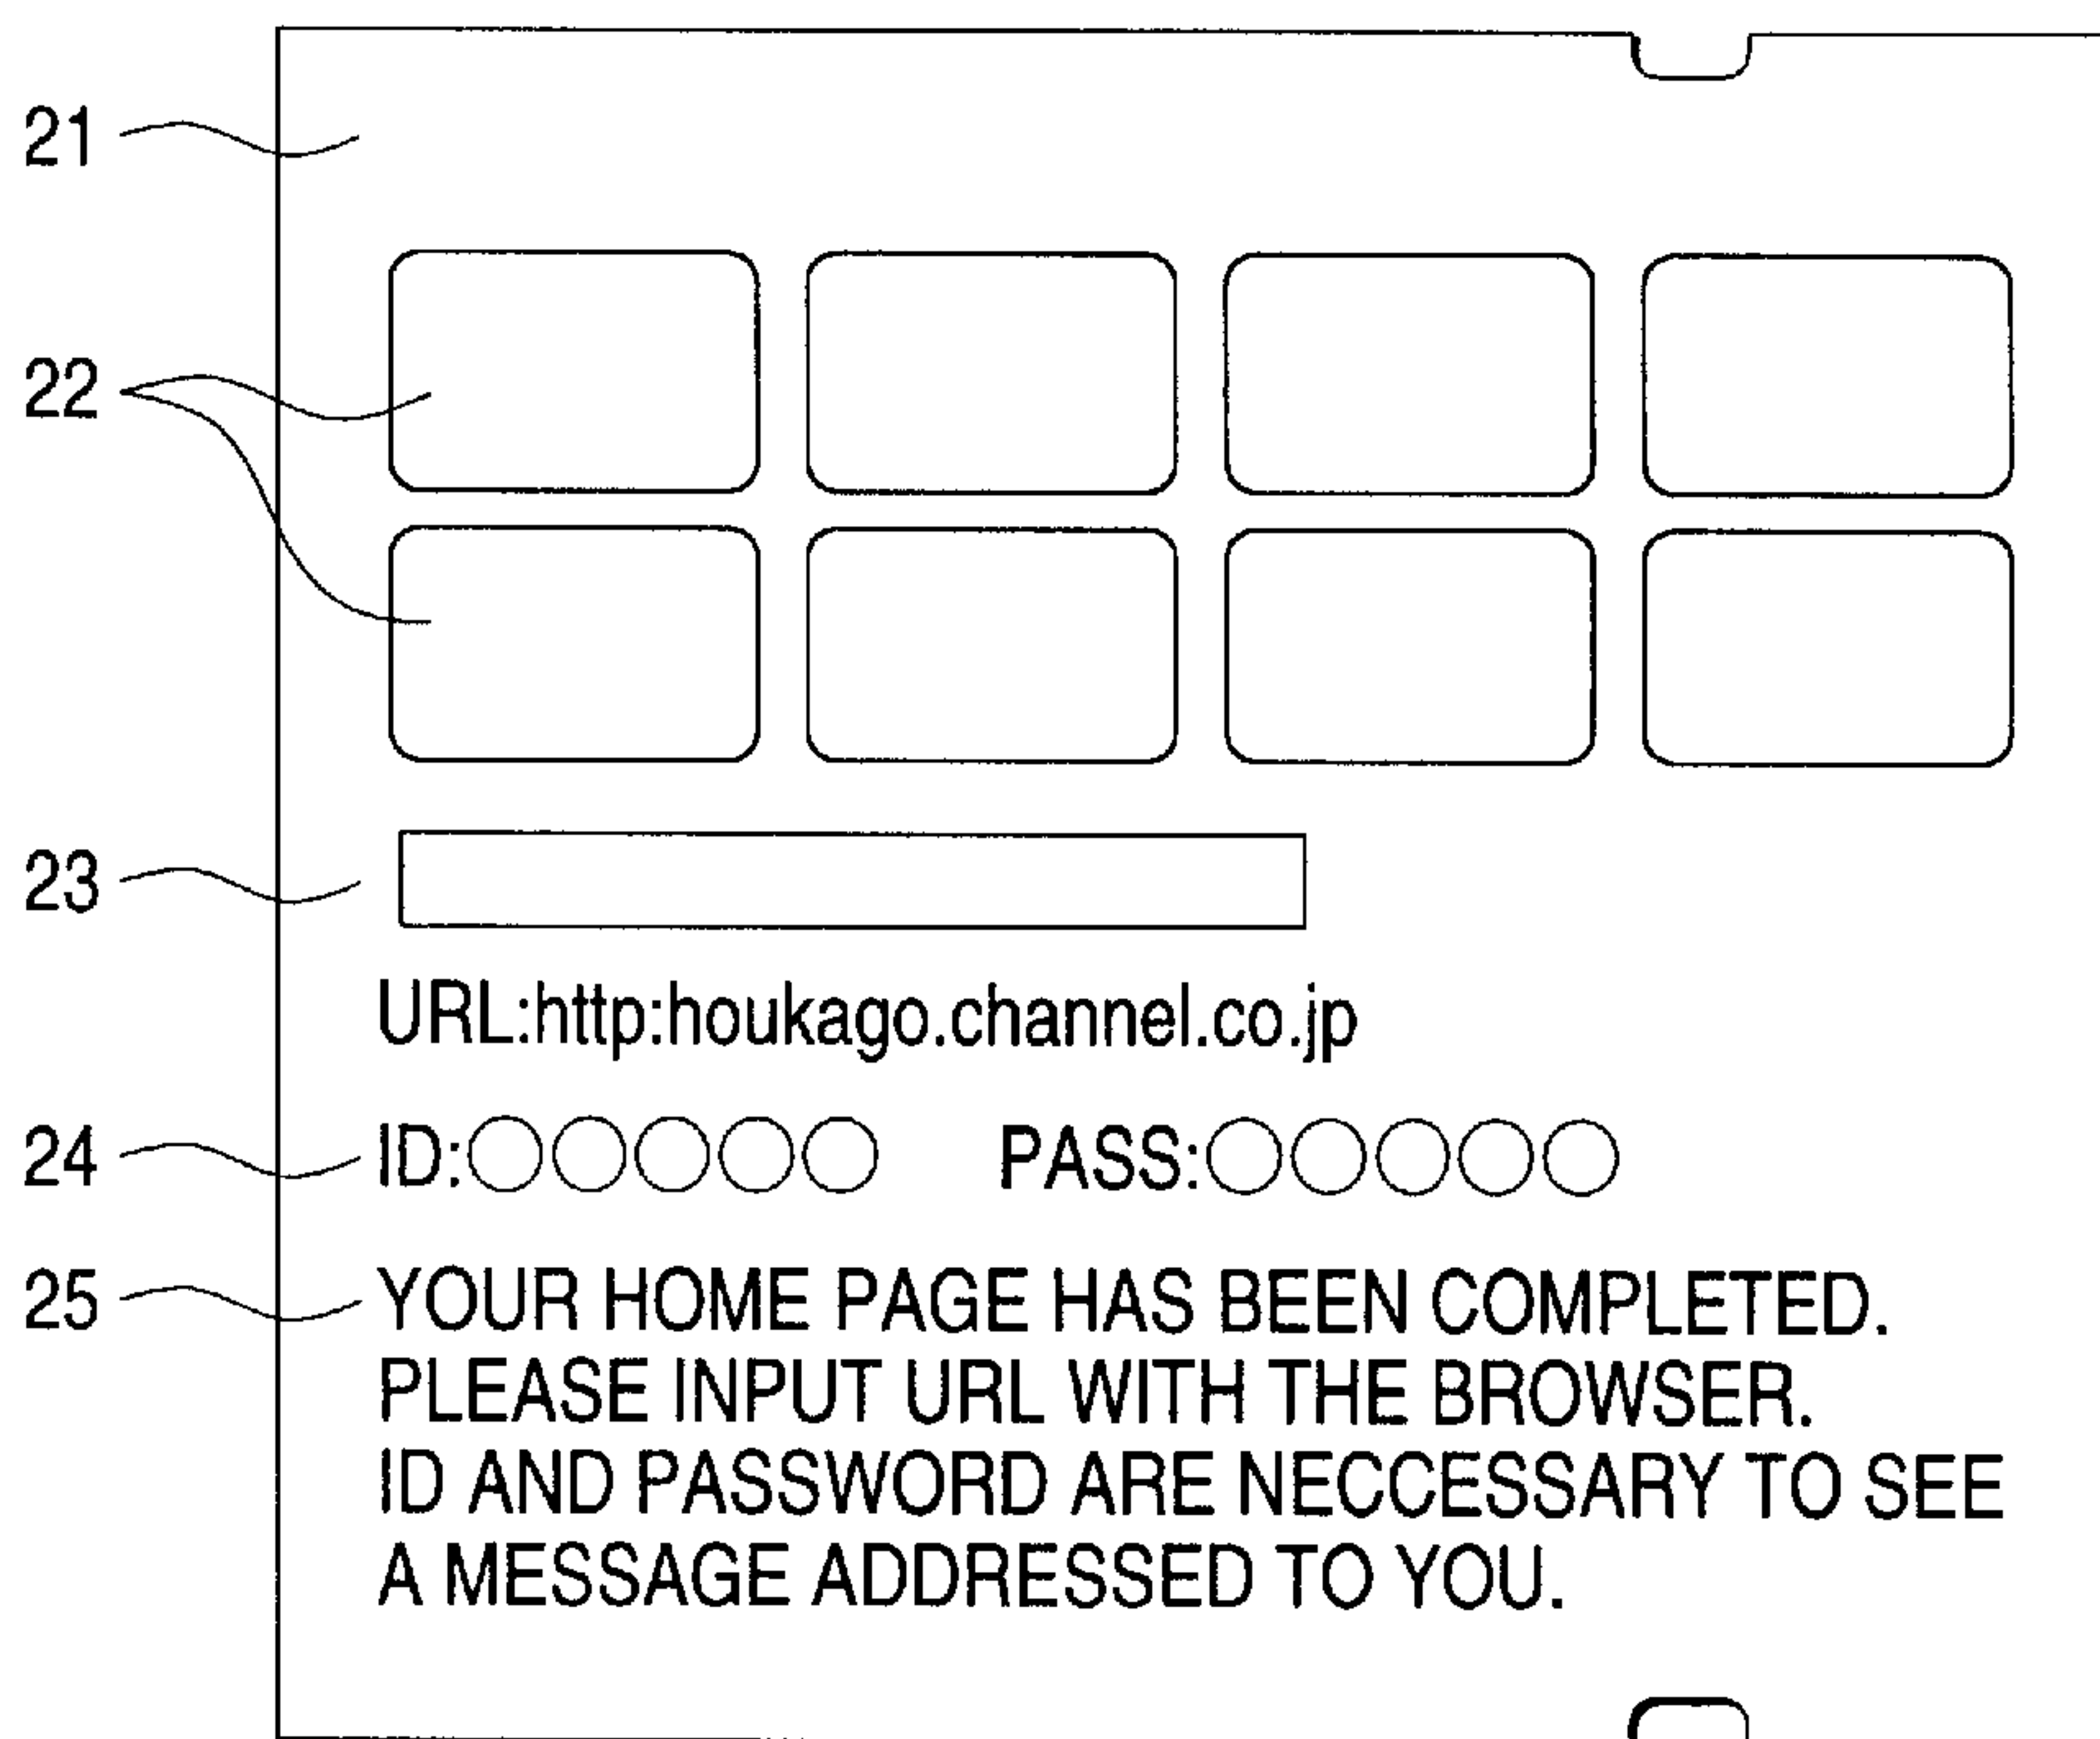 21
22
23
URL:http:houkago.channel.co.jp
24 ID:○○○○○ PASS:○○○○○
25 YOUR HOME PAGE HAS BEEN COMPLETED.
PLEASE INPUT URL WITH THE BROWSER.
ID AND PASSWORD ARE NECCESSARY TO SEE
A MESSAGE ADDRESSED TO YOU.